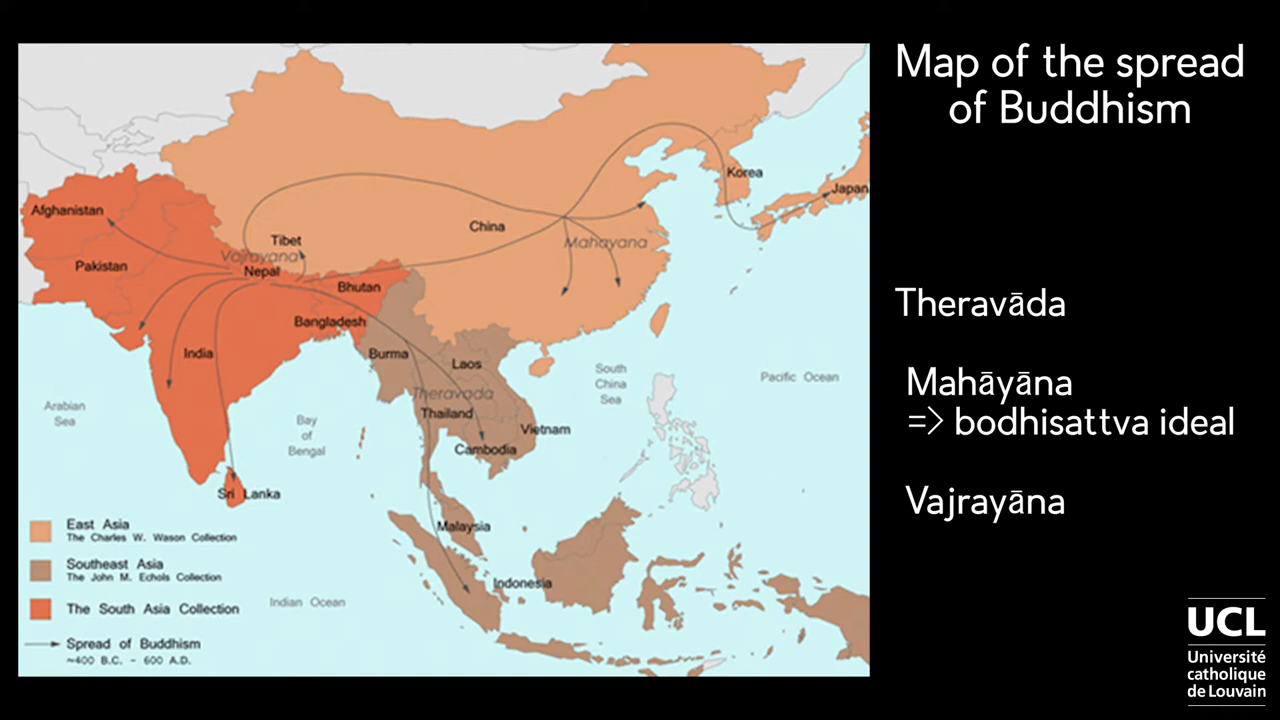 Map of the spread
of Buddhism
Theravāda
Mahāyāna
=> bodhisattva ideal
Vajrayāna
UCL
Université
catholique
de Louvain
Afghanistan
Pakistan
Tibet
Vajrayana
Nepal
Bhutan
Bangladesh
India
China
Mahayana
Korea
Japan
Burma
Laos
Theravada
Thailand
Vietnam
Cambodia
Sri Lanka
Malaysia
Indonesia
Arabian
Sea
Bay
of
Bengal
South
China
Sea
Pacific Ocean
Indian Ocean
East Asia
The Charles W. Wason Collection
Southeast Asia
The John M. Echols Collection
The South Asia Collection
Spread of Buddhism
~400 B.C. - 600 A.D.